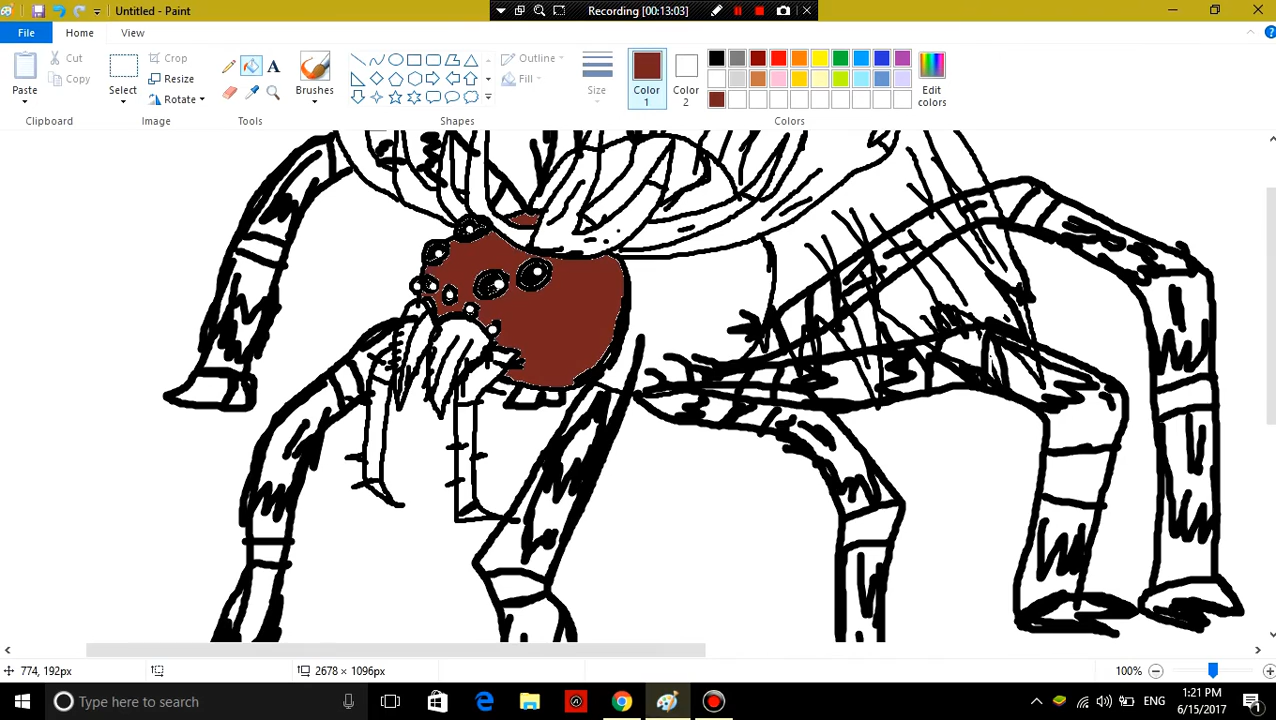 Untitled - Paint
Recording [00:13:03]
File Home View
Paste
Cut
Copy
Clipboard
Select
Crop
Resize
Rotate
Image
A
Tools
Brushes
Shapes
Outline
Fill
Size
Color 1
Color 2
Colors
Edit colors
774, 192px
2678 × 1096px
100%
Type here to search
ENG
1:21 PM
6/15/2017
1